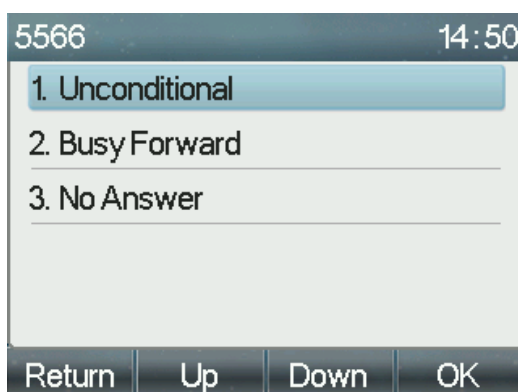 5566 14:50
1. Unconditional
2. Busy Forward
3. No Answer
Return Up Down OK